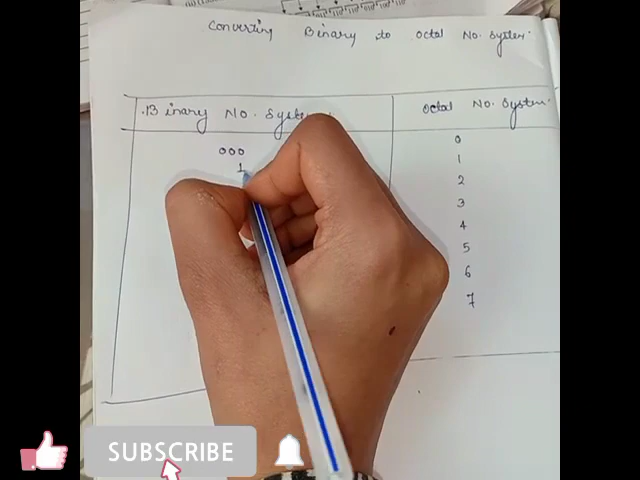 Converting Binary to Octal No. System.
Binary No. System Octal No. System.
000 0
1 1
2
3
4
5
6
7
SUBSCRIBE